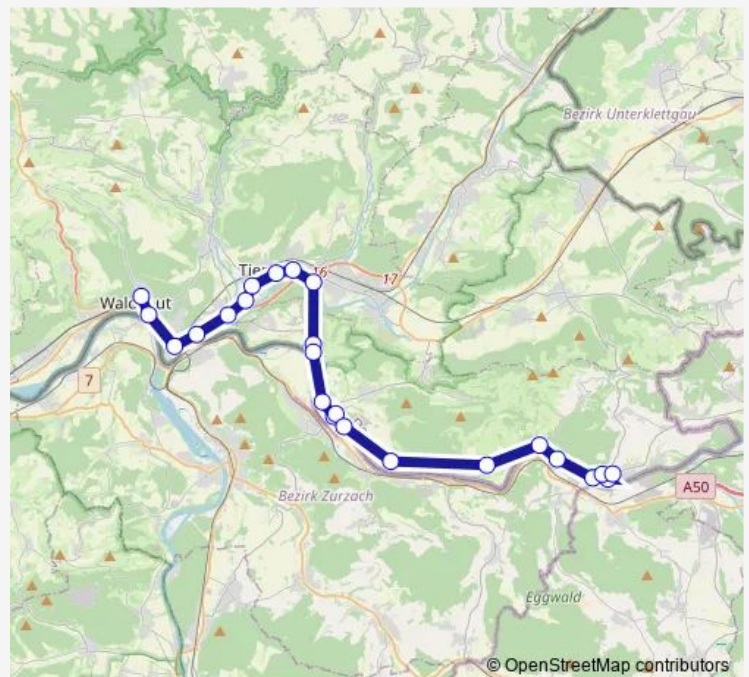 Bezirk Unterklettgau
16
17
7
Bezirk Zurzach
A50
Eggwald
© OpenStreetMap contributors